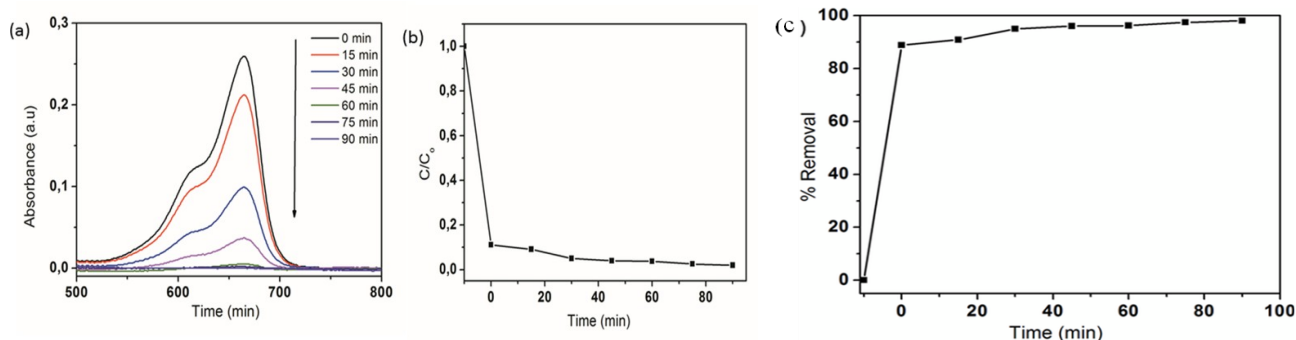 (a)
0,3
0,2
0,1
0,0
Absorbance (a.u)
500 600 700 800
Time (min)
0 min
15 min
30 min
45 min
60 min
75 min
90 min
(b)
1,0
0,8
0,6
0,4
0,2
0,0
C/Co
0 20 40 60 80
Time (min)
(c)
100
80
60
40
20
0
% Removal
0 20 40 60 80 100
Time (min)